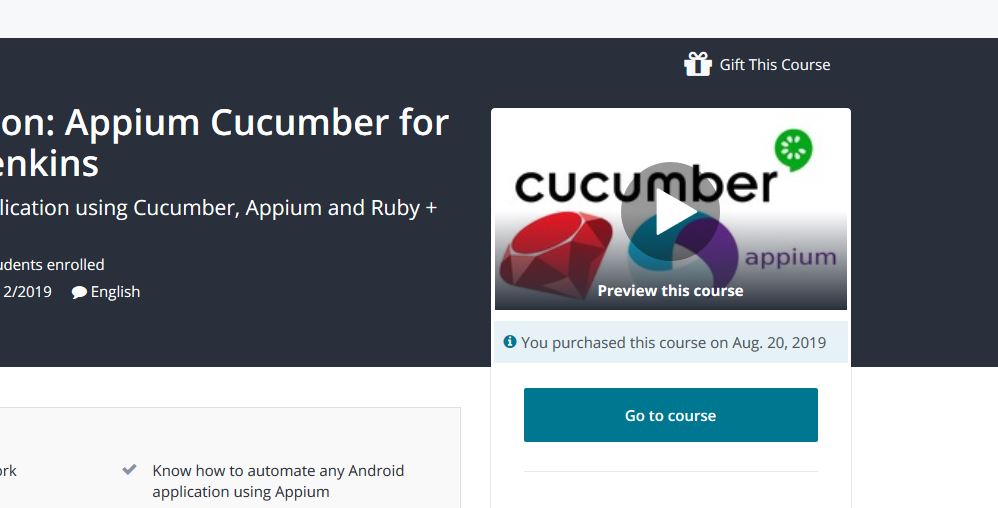 Gift This Course
on: Appium Cucumber for
enkins
lication using Cucumber, Appium and Ruby +
udents enrolled
2/2019 English
cucumber
appium
Preview this course
You purchased this course on Aug. 20, 2019
Go to course
ork
Know how to automate any Android
application using Appium